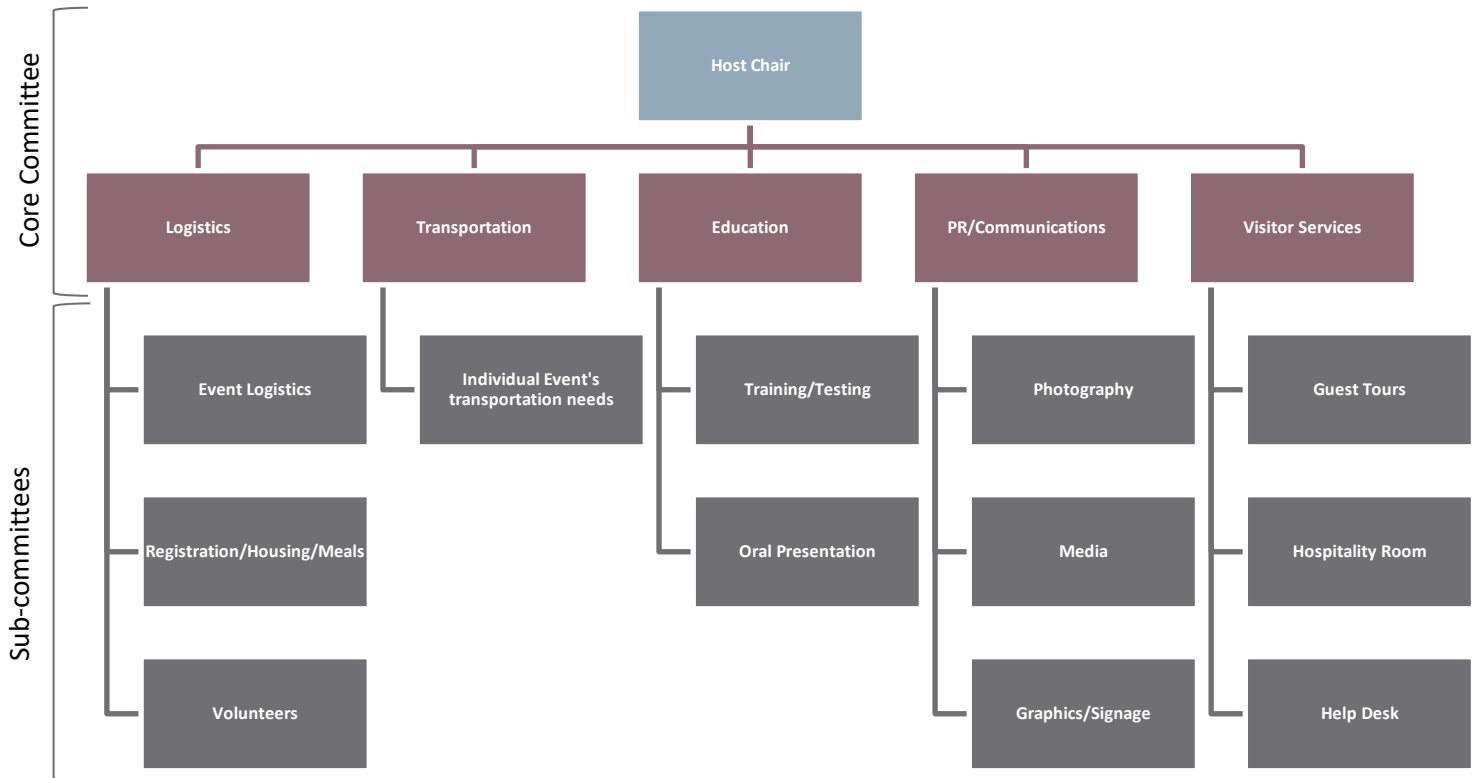 Core Committee
Host Chair
Logistics
Transportation
Education
PR/Communications
Visitor Services
Sub-committees
Event Logistics
Individual Event's
transportation needs
Training/Testing
Photography
Guest Tours
Registration/Housing/Meals
Oral Presentation
Media
Hospitality Room
Volunteers
Graphics/Signage
Help Desk